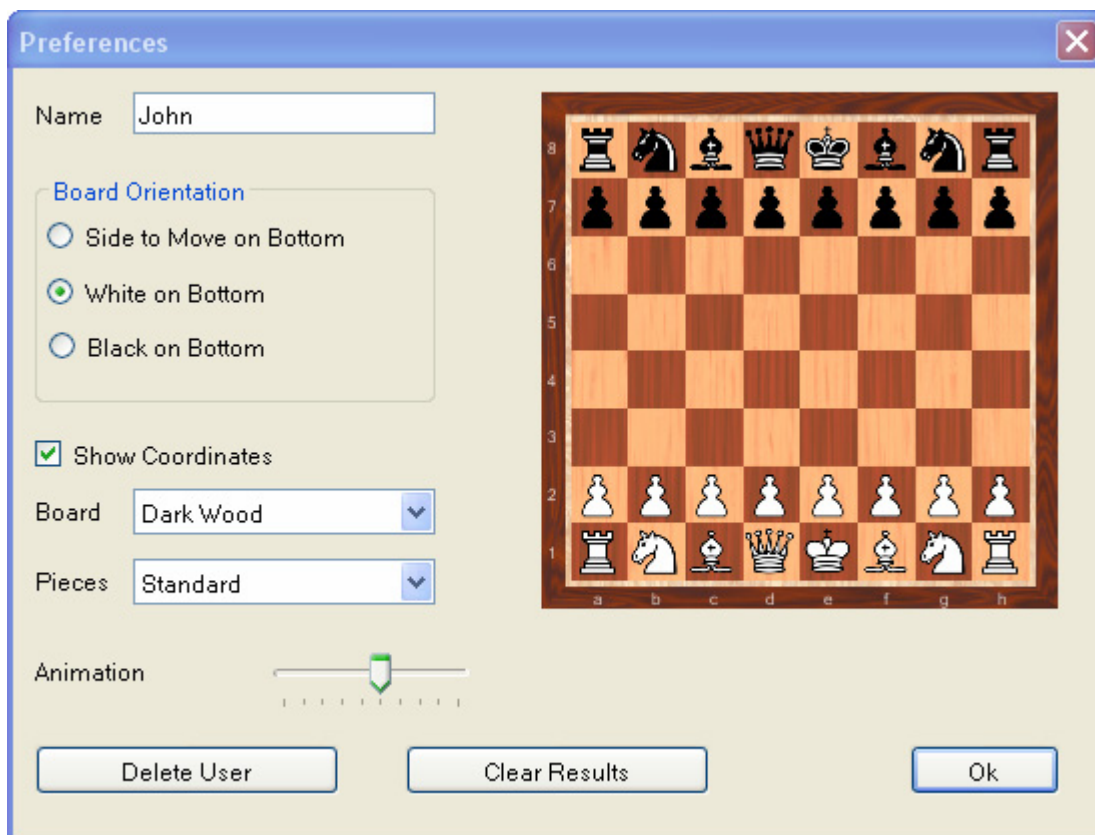 Preferences
Name John
Board Orientation
Side to Move on Bottom
White on Bottom
Black on Bottom
Show Coordinates
Board Dark Wood
Pieces Standard
Animation
Delete User Clear Results Ok
8
7
6
5
4
3
2
1
a b c d e f g h